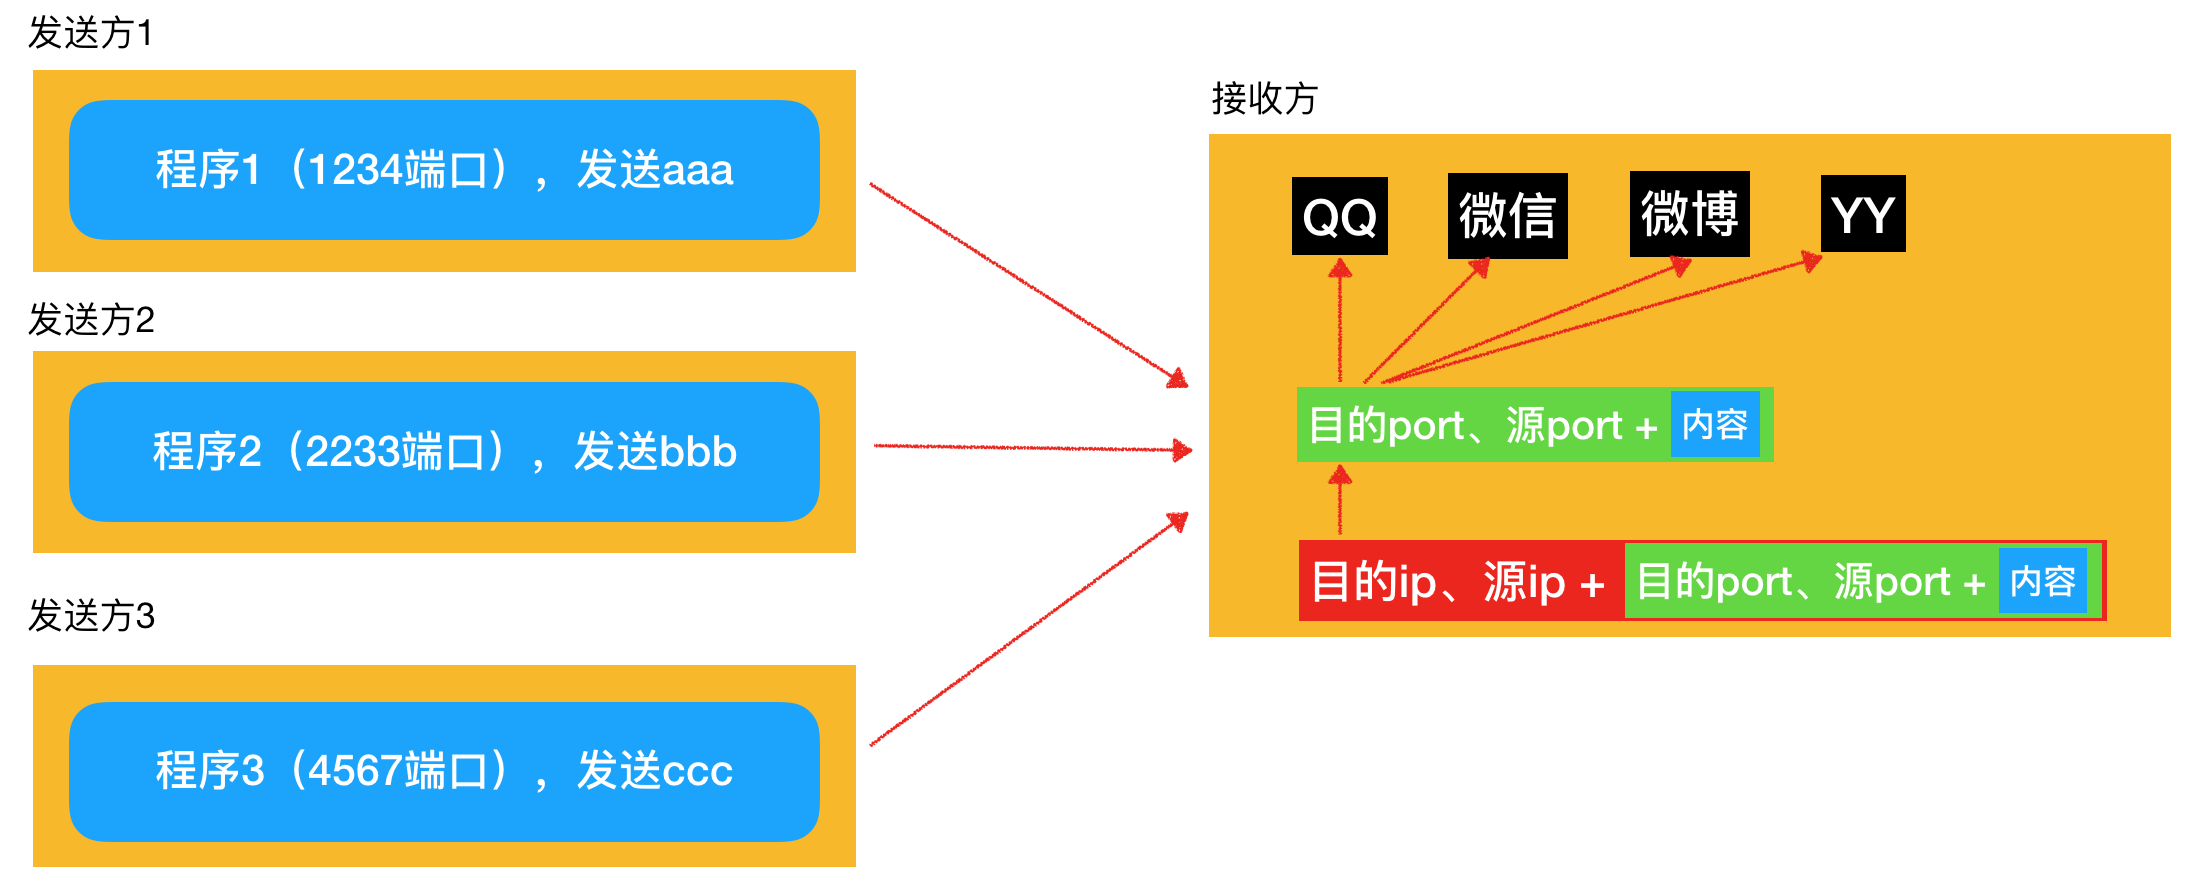 发送方1
程序1（1234端口），发送aaa
发送方2
程序2（2233端口），发送bbb
发送方3
程序3（4567端口），发送ccc
接收方
QQ 微信 微博 YY
目的port、源port + 内容
目的ip、源ip + 目的port、源port + 内容